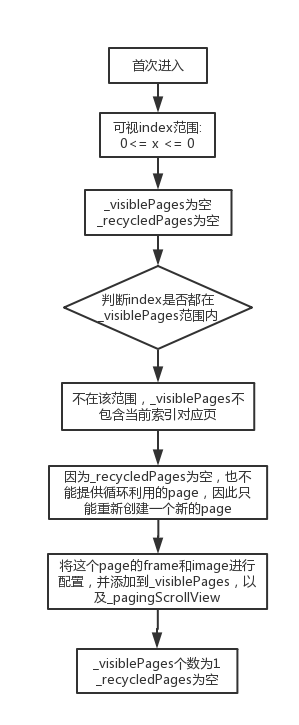 首次进入
可视index范围:
0<= x <= 0
_visiblePages为空
_recycledPages为空
判断index是否都在
_visiblePages范围内
不在该范围，_visiblePages不
包含当前索引对应页
因为_recycledPages为空，也不
能提供循环利用的page，因此只
能重新创建一个新的page
将这个page的frame和image进行
配置，并添加到_visiblePages，以
及_pagingScrollView
_visiblePages个数为1
_recycledPages为空